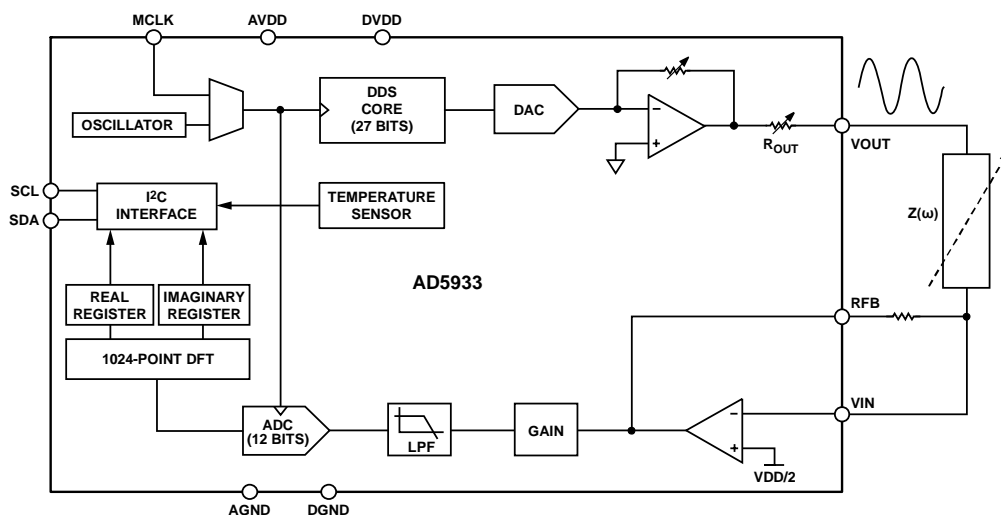 MCLK
AVDD
DVDD
DDS
CORE
(27 BITS)
DAC
OSCILLATOR
ROUT
VOUT
SCL
SDA
I2C
INTERFACE
TEMPERATURE
SENSOR
Z(ω)
AD5933
REAL
REGISTER
IMAGINARY
REGISTER
RFB
1024-POINT DFT
VIN
ADC
(12 BITS)
LPF
GAIN
VDD/2
AGND
DGND